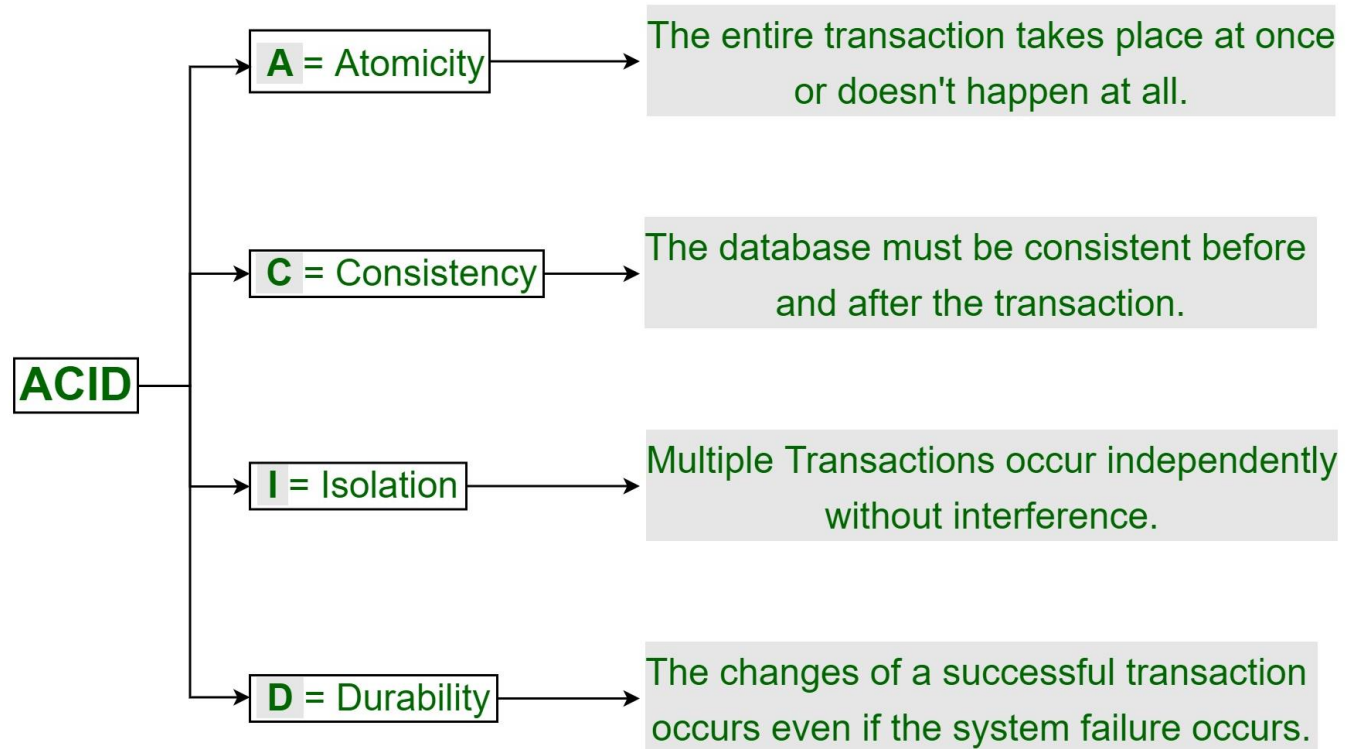 A = Atomicity
The entire transaction takes place at once
or doesn't happen at all.
C = Consistency
The database must be consistent before
and after the transaction.
ACID
I = Isolation
Multiple Transactions occur independently
without interference.
D = Durability
The changes of a successful transaction
occurs even if the system failure occurs.